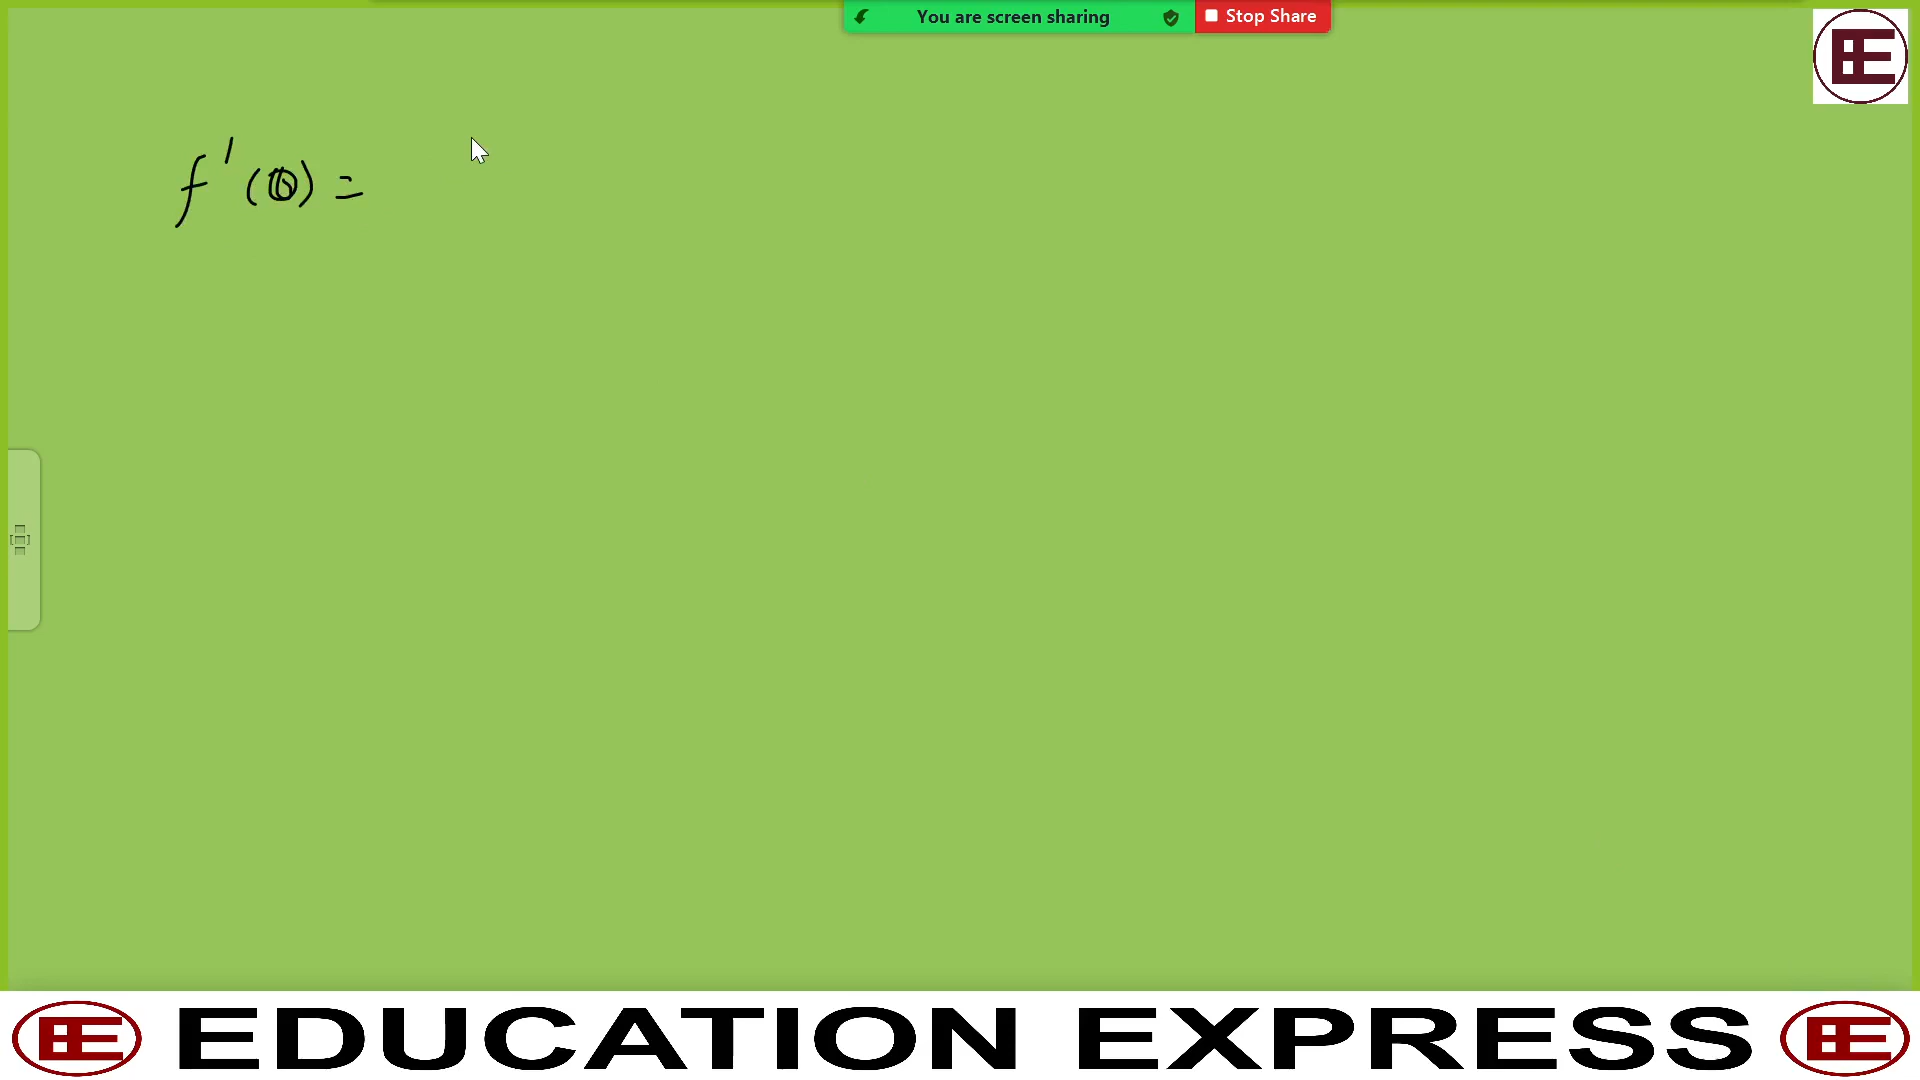 You are screen sharing Stop Share
f'(0) =
EDUCATION EXPRESS